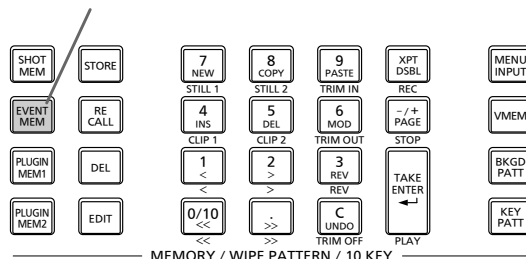 SHOT MEM
STORE
7 NEW
8 COPY
9 PASTE
XPT DSBL
MENU INPUT
STILL 1
STILL 2
TRIM IN
REC
EVENT MEM
RE CALL
4 INS
5 DEL
6 MOD
-/+ PAGE
VMEM
CLIP 1
CLIP 2
TRIM OUT
STOP
PLUGIN MEM1
DEL
1 <
2 >
3 REV
TAKE ENTER
BKGD PATT
<
>
REV
PLUGIN MEM2
EDIT
0/10 <<
. >>
C UNDO
KEY PATT
<<
>>
TRIM OFF
PLAY
MEMORY / WIPE PATTERN / 10 KEY